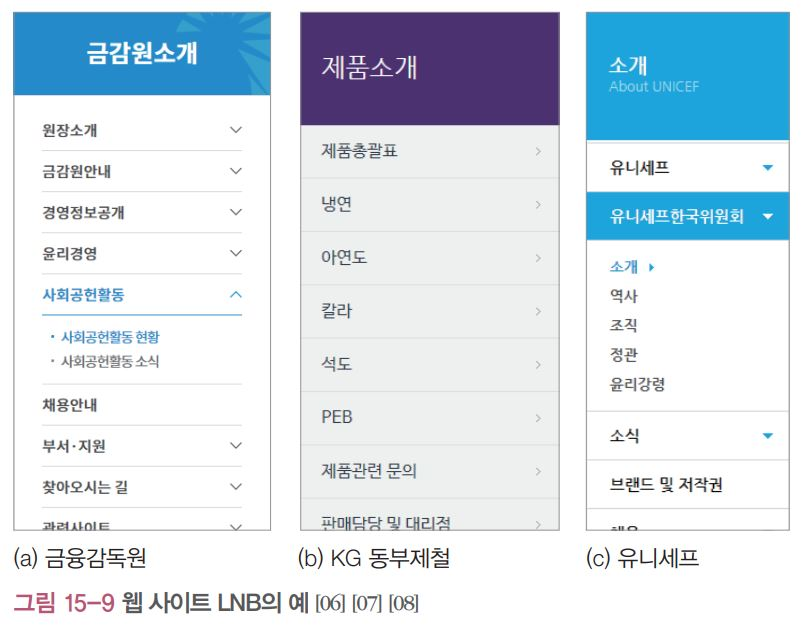 금감원소개
원장소개
금감원안내
경영정보공개
윤리경영
사회공헌활동
· 사회공헌활동 현황
· 사회공헌활동 소식
채용안내
부서·지원
찾아오시는 길
관련사이트
(a) 금융감독원
제품소개
제품총괄표
냉연
아연도
칼라
석도
PEB
제품관련 문의
판매담당 및 대리점
(b) KG 동부제철
소개
About UNICEF
유니세프
유니세프한국위원회
소개
역사
조직
정관
윤리강령
소식
브랜드 및 저작권
(c) 유니세프
그림 15-9 웹 사이트 LNB의 예 [06] [07] [08]